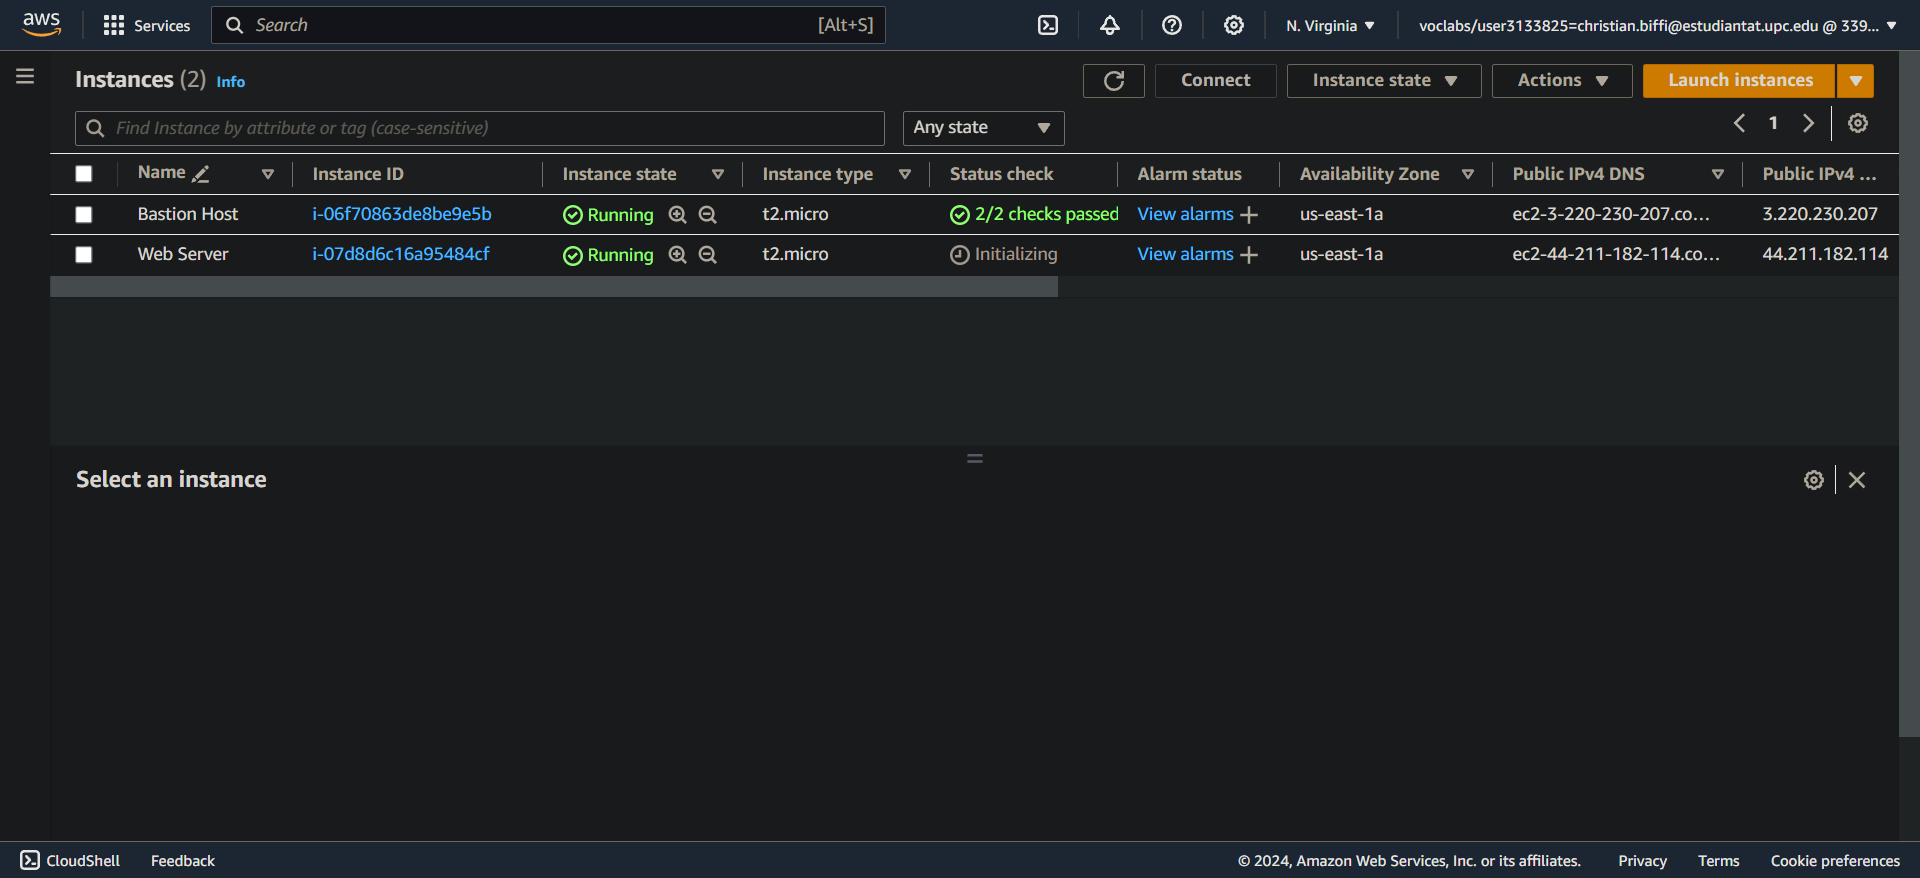 aws Services Search [Alt+S] N. Virginia voclabs/user3133825=christian.biffi@estudiantat.upc.edu @ 339...
Instances (2) Info Connect Instance state Actions Launch instances
Find Instance by attribute or tag (case-sensitive) Any state 1
Name Instance ID Instance state Instance type Status check Alarm status Availability Zone Public IPv4 DNS Public IPv4 ...
Bastion Host i-06f70863de8be9e5b Running t2.micro 2/2 checks passed View alarms us-east-1a ec2-3-220-230-207.co... 3.220.230.207
Web Server i-07d8d6c16a95484cf Running t2.micro Initializing View alarms us-east-1a ec2-44-211-182-114.co... 44.211.182.114
Select an instance
CloudShell Feedback © 2024, Amazon Web Services, Inc. or its affiliates. Privacy Terms Cookie preferences